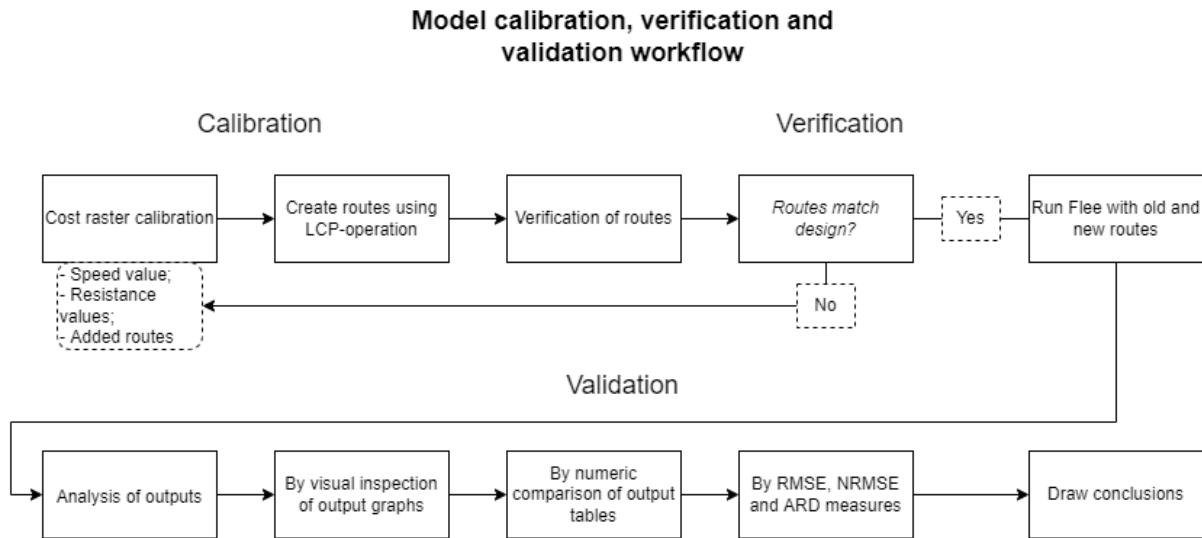 Model calibration, verification and
validation workflow
Calibration
Verification
Cost raster calibration
Create routes using
LCP-operation
Verification of routes
Routes match
design?
Yes
Run Flee with old and
new routes
- Speed value;
- Resistance
values;
- Added routes
No
Validation
Analysis of outputs
By visual inspection
of output graphs
By numeric
comparison of output
tables
By RMSE, NRMSE
and ARD measures
Draw conclusions